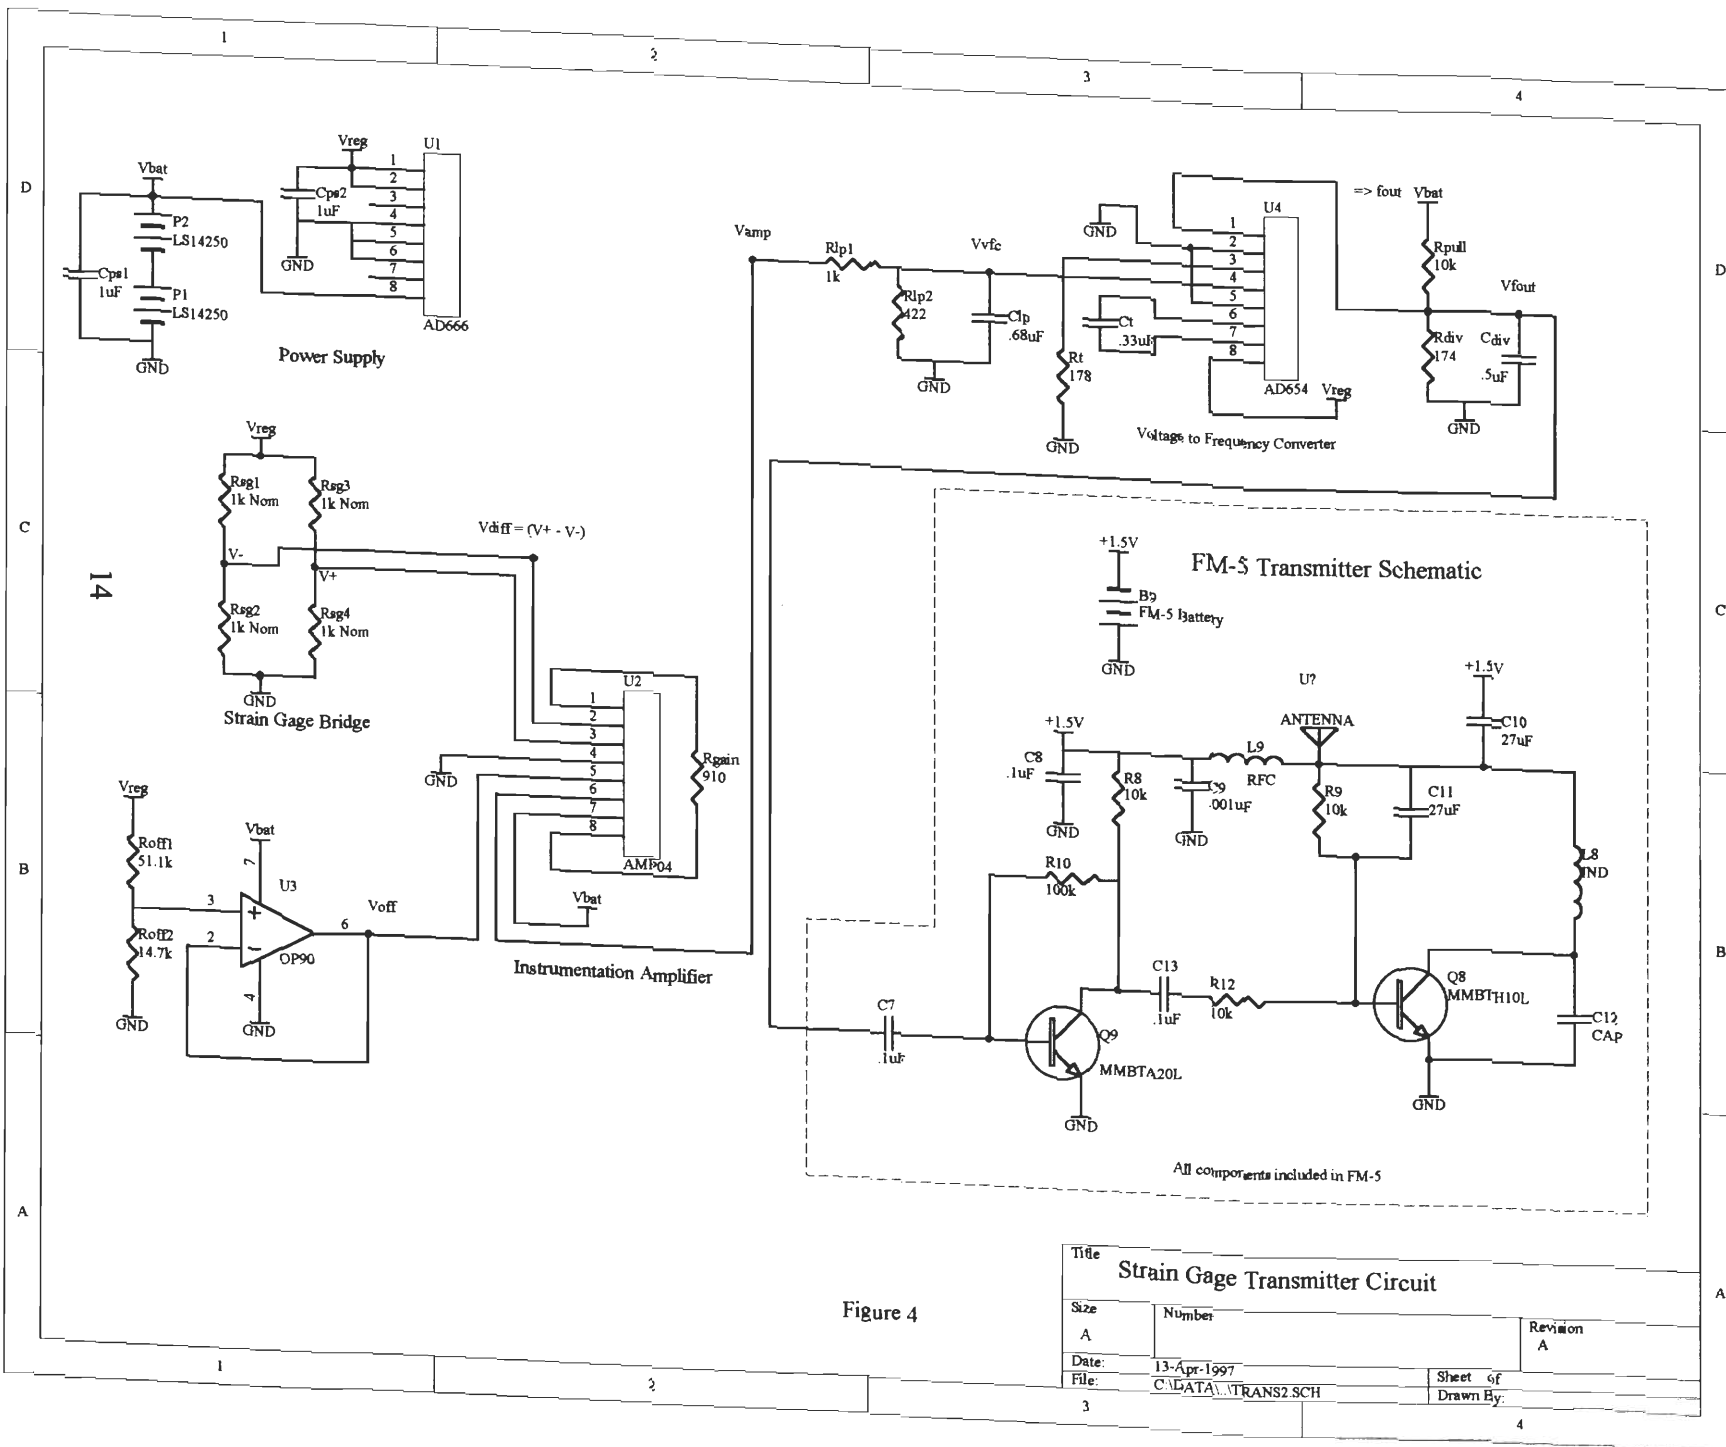 1
2
3
4
D
D
C
C
B
B
A
A
14
Vbat
P2
LS14250
Cps1
1uF
P1
LS14250
GND
Vreg
Cps2
1uF
GND
U1
1
2
3
4
5
6
7
8
AD666
Power Supply
Vreg
Rsg1
1k Nom
Rsg3
1k Nom
V-
V+
Vdiff = (V+ - V-)
Rsg2
1k Nom
Rsg4
1k Nom
GND
Strain Gage Bridge
Vreg
Roff1
51.1k
Roff2
14.7k
GND
Vbat
7
U3
3
2
+
-
6
OP90
4
GND
Voff
U2
1
2
3
4
5
6
7
8
GND
AMP04
Rgain
910
Vbat
Instrumentation Amplifier
Vamp
Rlp1
1k
Vvfc
Rlp2
422
Clp
.68uF
GND
Rt
178
GND
GND
Ct
.33uF
U4
1
2
3
4
5
6
7
8
AD654
Vreg
Voltage to Frequency Converter
=> fout
Vbat
Rpull
10k
Vfout
Rdiv
174
Cdiv
.5uF
GND
FM-5 Transmitter Schematic
+1.5V
B9
FM-5 Battery
GND
+1.5V
C8
.1uF
GND
R8
10k
C9
.001uF
GND
L9
RFC
U?
ANTENNA
R9
10k
C11
27uF
+1.5V
C10
27uF
L8
IND
R10
100k
C7
.1uF
Q9
MMBTA20L
GND
C13
.1uF
R12
10k
Q8
MMBTH10L
C12
CAP
GND
All components included in FM-5
Figure 4
Title
Strain Gage Transmitter Circuit
Size
A
Number
Revision
A
Date:
13-Apr-1997
Sheet of
File:
C:\DATA\..\TRANS2.SCH
Drawn By:
1
2
3
4